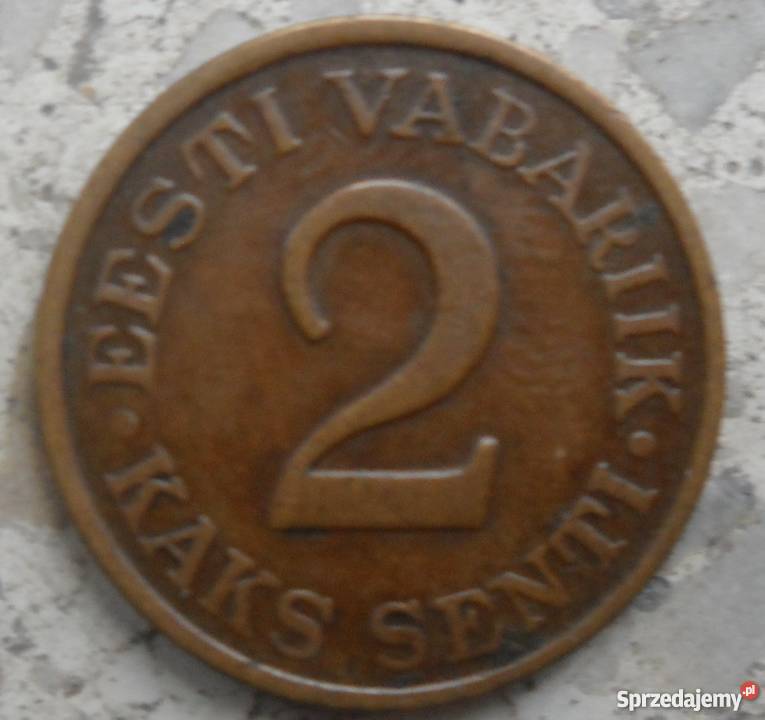 EESTI VABARIIK
2
· KAKS SENTI ·
Sprzedajemy.pl